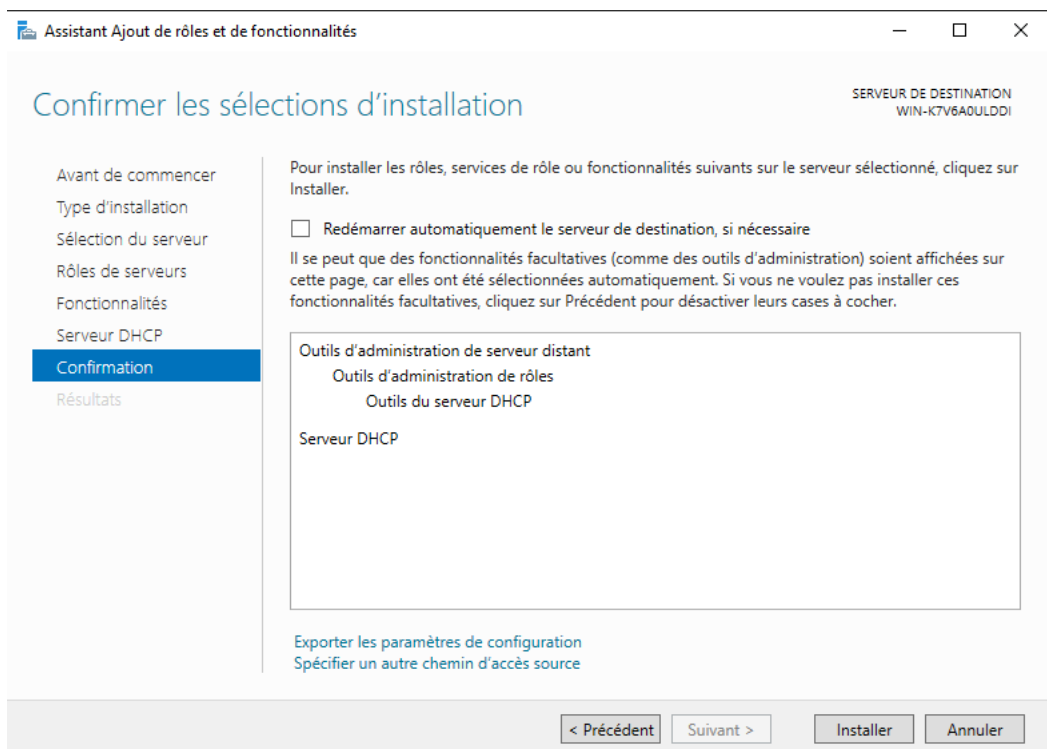 Assistant Ajout de rôles et de fonctionnalités
Confirmer les sélections d'installation
SERVEUR DE DESTINATION
WIN-K7V6A0ULDDI
Avant de commencer
Type d'installation
Sélection du serveur
Rôles de serveurs
Fonctionnalités
Serveur DHCP
Confirmation
Résultats
Pour installer les rôles, services de rôle ou fonctionnalités suivants sur le serveur sélectionné, cliquez sur
Installer.
Redémarrer automatiquement le serveur de destination, si nécessaire
Il se peut que des fonctionnalités facultatives (comme des outils d'administration) soient affichées sur
cette page, car elles ont été sélectionnées automatiquement. Si vous ne voulez pas installer ces
fonctionnalités facultatives, cliquez sur Précédent pour désactiver leurs cases à cocher.
Outils d'administration de serveur distant
Outils d'administration de rôles
Outils du serveur DHCP
Serveur DHCP
Exporter les paramètres de configuration
Spécifier un autre chemin d'accès source
< Précédent Suivant > Installer Annuler